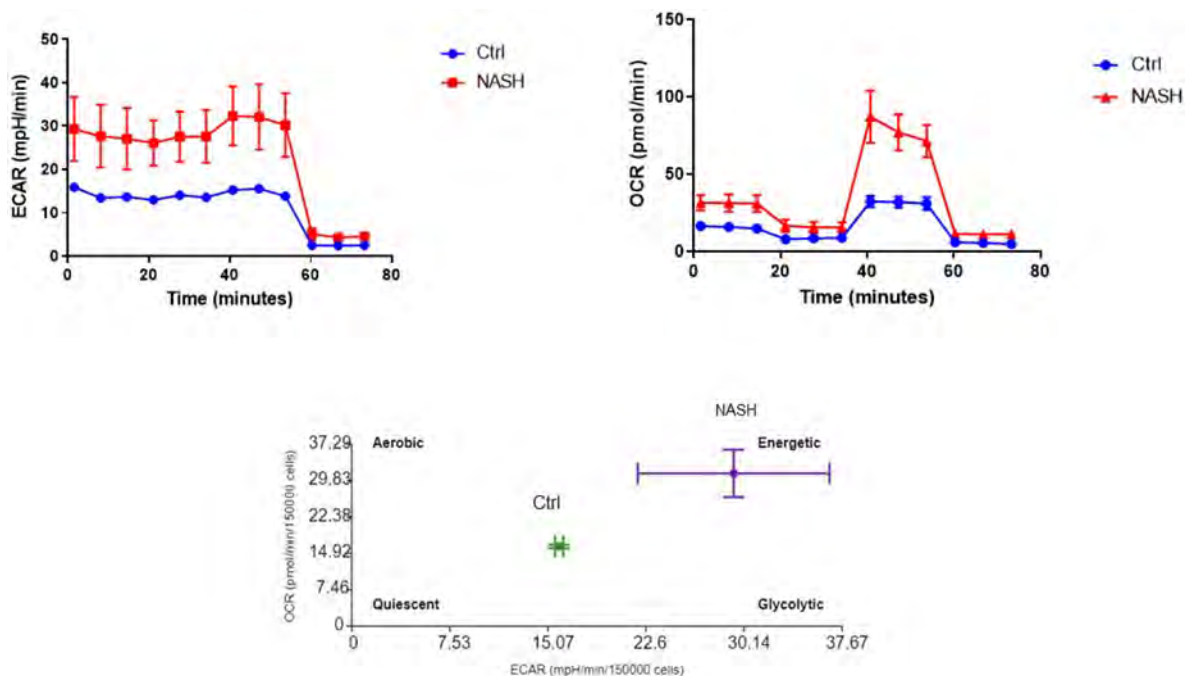 50
40
30
20
10
0
ECAR (mpH/min)
0 20 40 60 80
Time (minutes)
Ctrl
NASH
150
100
50
0
OCR (pmol/min)
0 20 40 60 80
Time (minutes)
Ctrl
NASH
NASH
37.29 Aerobic Energetic
29.83
Ctrl
22.38
14.92
7.46
Quiescent Glycolytic
0
OCR (pmol/min/150000 cells)
0 7.53 15.07 22.6 30.14 37.67
ECAR (mpH/min/150000 cells)